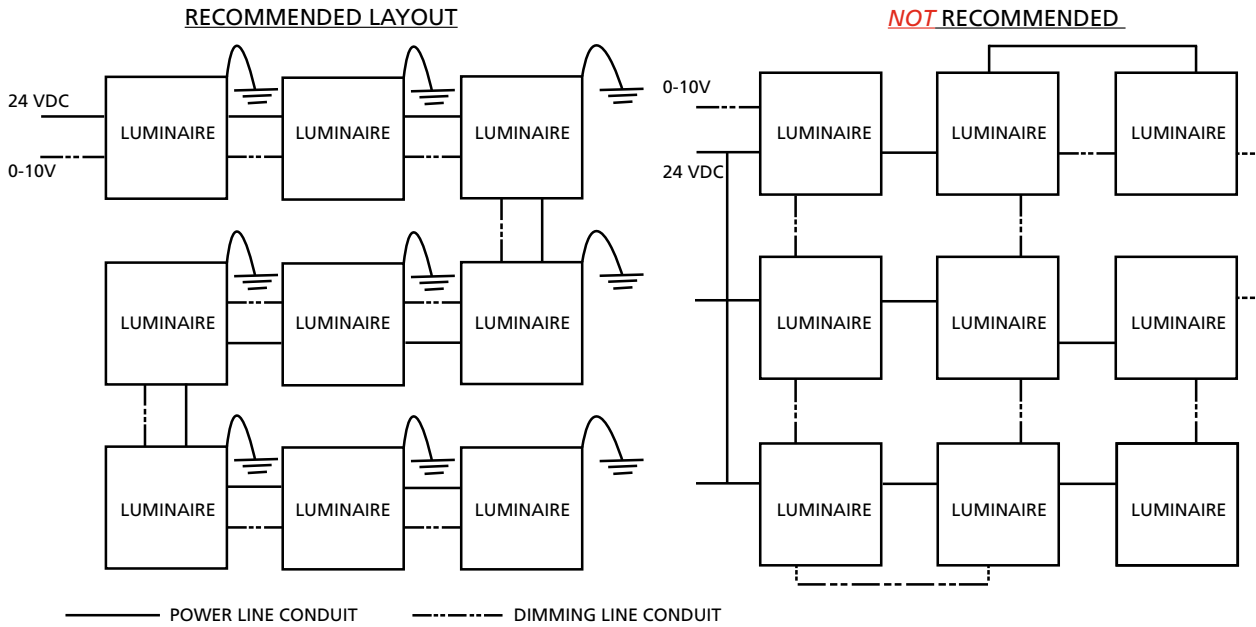 RECOMMENDED LAYOUT
24 VDC
0-10V
LUMINAIRE LUMINAIRE LUMINAIRE
LUMINAIRE LUMINAIRE LUMINAIRE
LUMINAIRE LUMINAIRE LUMINAIRE
NOT RECOMMENDED
0-10V
24 VDC
LUMINAIRE LUMINAIRE LUMINAIRE
LUMINAIRE LUMINAIRE LUMINAIRE
LUMINAIRE LUMINAIRE LUMINAIRE
POWER LINE CONDUIT
DIMMING LINE CONDUIT